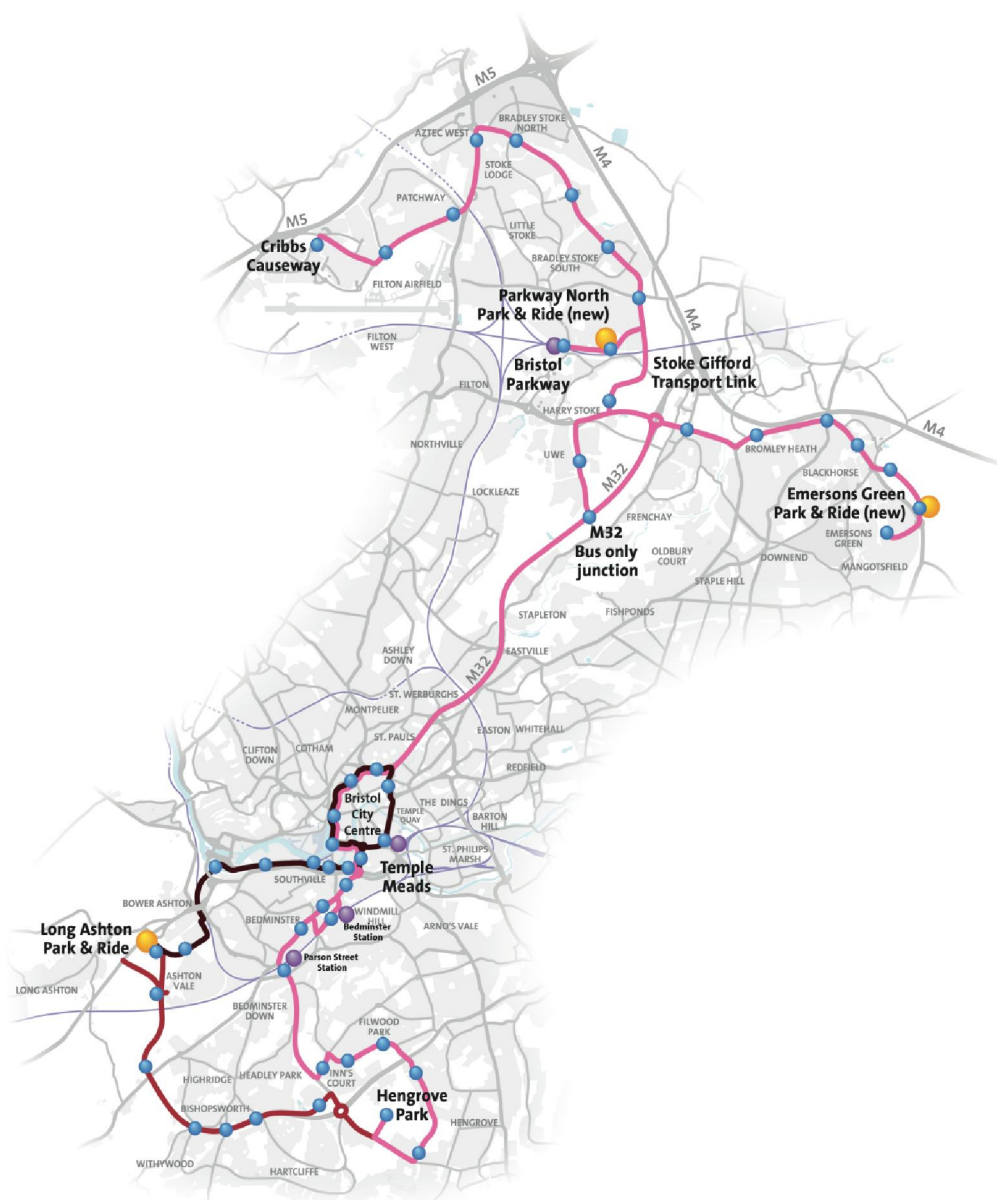 M5
BRADLEY STOKE
NORTH
AZTEC WEST
M4
STOKE
LODGE
PATCHWAY
M5
LITTLE
STOKE
Cribbs
Causeway
BRADLEY STOKE
SOUTH
FILTON AIRFIELD
Parkway North
Park & Ride (new)
M4
FILTON
WEST
Bristol
Parkway
Stoke Gifford
Transport Link
FILTON
HARRY STOKE
M4
NORTHVILLE
BROMLEY HEATH
UWE
M32
BLACKHORSE
LOCKLEAZE
Emersons Green
Park & Ride (new)
FRENCHAY
M32
Bus only
junction
EMERSONS
GREEN
OLDBURY
COURT
DOWNEND
MANGOTSFIELD
STAPLE HILL
STAPLETON
FISHPONDS
ASHLEY
DOWN
EASTVILLE
M32
ST. WERBURGHS
MONTPELIER
EASTON
WHITEHALL
ST. PAULS
CLIFTON
DOWN
COTHAM
REDFIELD
Bristol
City
Centre
THE DINGS
TEMPLE
QUAY
BARTON
HILL
ST. PHILIPS
MARSH
Temple
Meads
SOUTHVILLE
BOWER ASHTON
BEDMINSTER
WINDMILL
HILL
Bedminster
Station
ARNO'S VALE
Long Ashton
Park & Ride
Parson Street
Station
ASHTON
VALE
LONG ASHTON
BEDMINSTER
DOWN
FILWOOD
PARK
HIGHRIDGE
HEADLEY PARK
INN'S
COURT
Hengrove
Park
BISHOPSWORTH
HENGROVE
WITHYWOOD
HARTCLIFFE